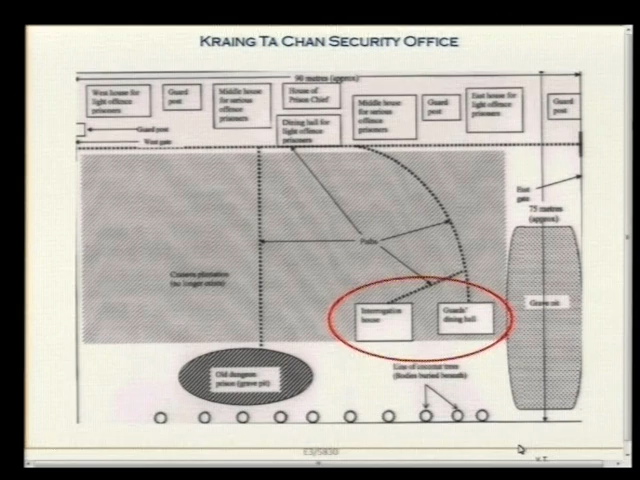 KRAING TA CHAN SECURITY OFFICE
90 metres (approx)
West house for
light offence
prisoners
Guard
post
Middle house
for serious
offence
prisoners
House of
Prison Chief
Dining hall for
light offence
prisoners
Middle house
for serious
offence
prisoners
Guard
post
East house for
light offence
prisoners
Guard
post
Guard post
West gate
East
gate
75 metres
(approx)
Paths
Cassava plantation
(no longer exists)
Interrogation
house
Guards'
dining hall
Grave pit
Old dungeon
prison (grave pit)
Line of coconut trees
(Bodies buried beneath)
E3/5830